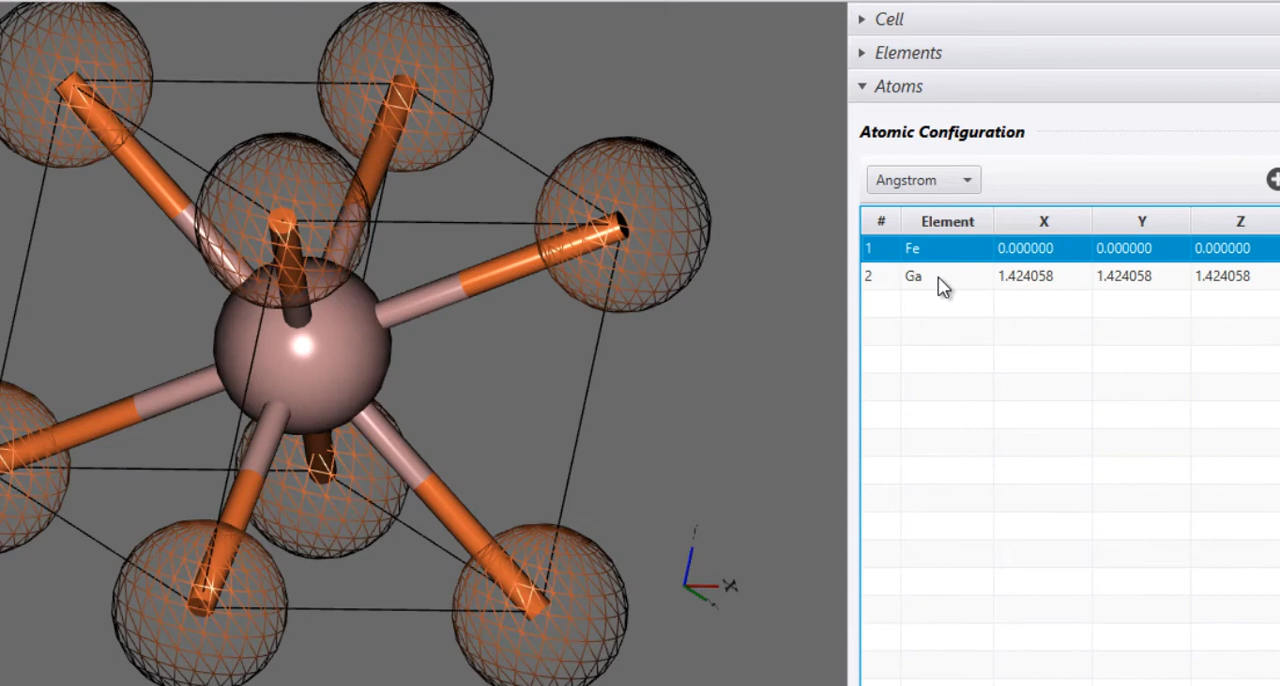 Cell
Elements
Atoms
Atomic Configuration
Angstrom
# Element X Y Z
1 Fe 0.000000 0.000000 0.000000
2 Ga 1.424058 1.424058 1.424058
X